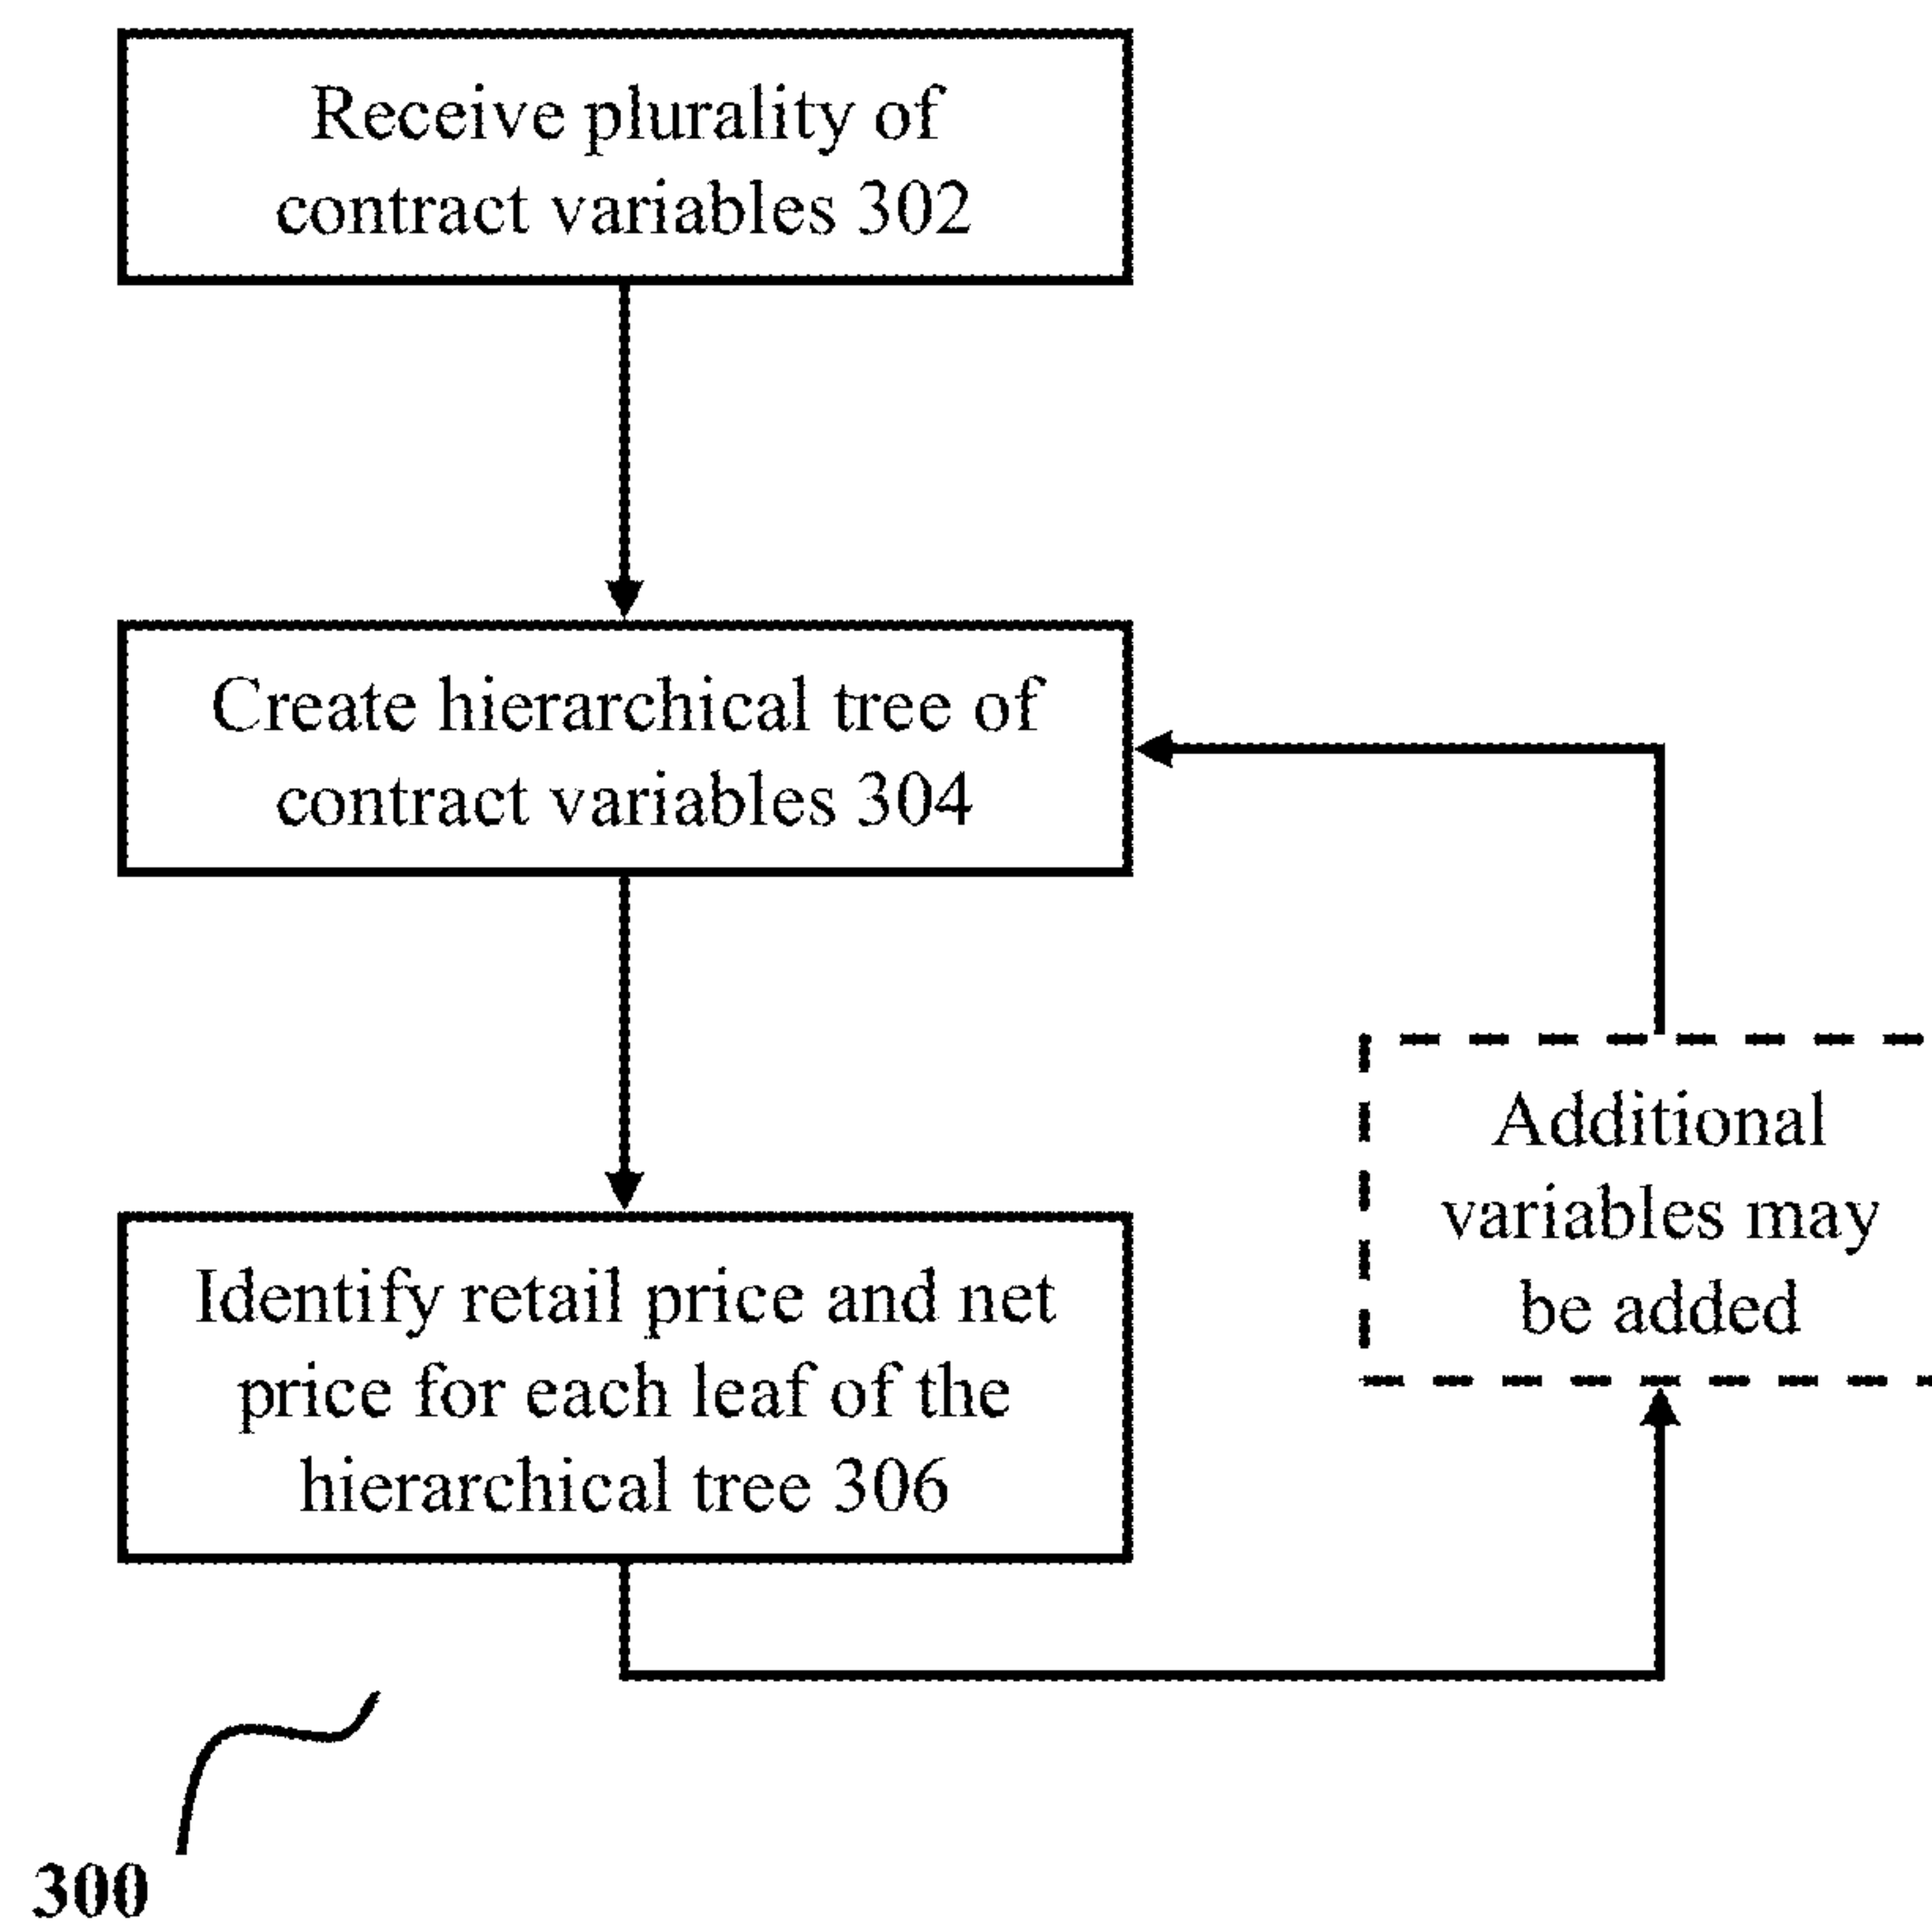 Receive plurality of
contract variables 302
Create hierarchical tree of
contract variables 304
Identify retail price and net
price for each leaf of the
hierarchical tree 306
Additional
variables may
be added
300